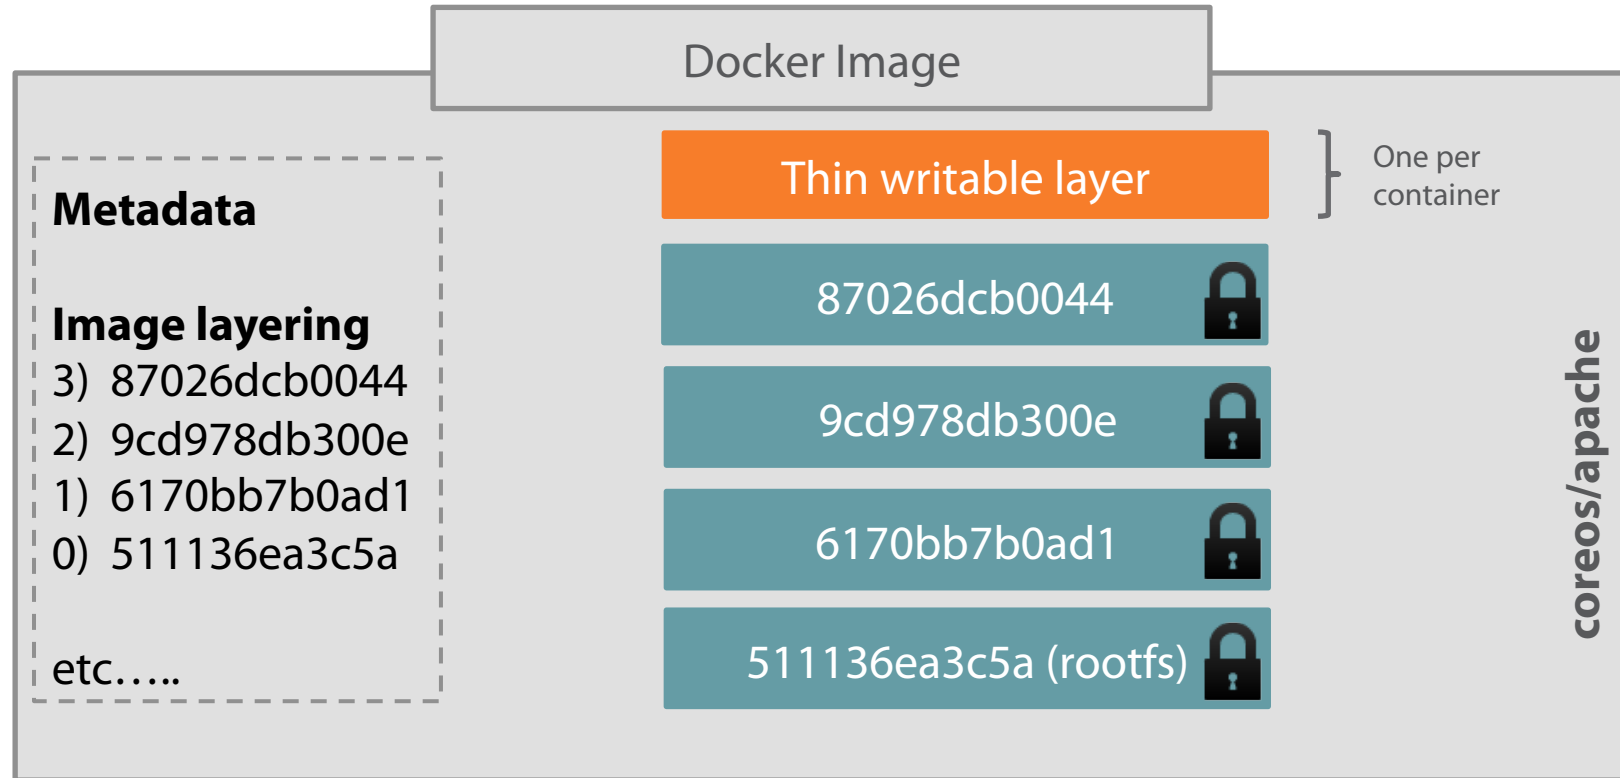 Docker Image
Metadata
Image layering
3) 87026dcb0044
2) 9cd978db300e
1) 6170bb7b0ad1
0) 511136ea3c5a
etc…..
Thin writable layer
87026dcb0044
9cd978db300e
6170bb7b0ad1
511136ea3c5a (rootfs)
One per
container
coreos/apache